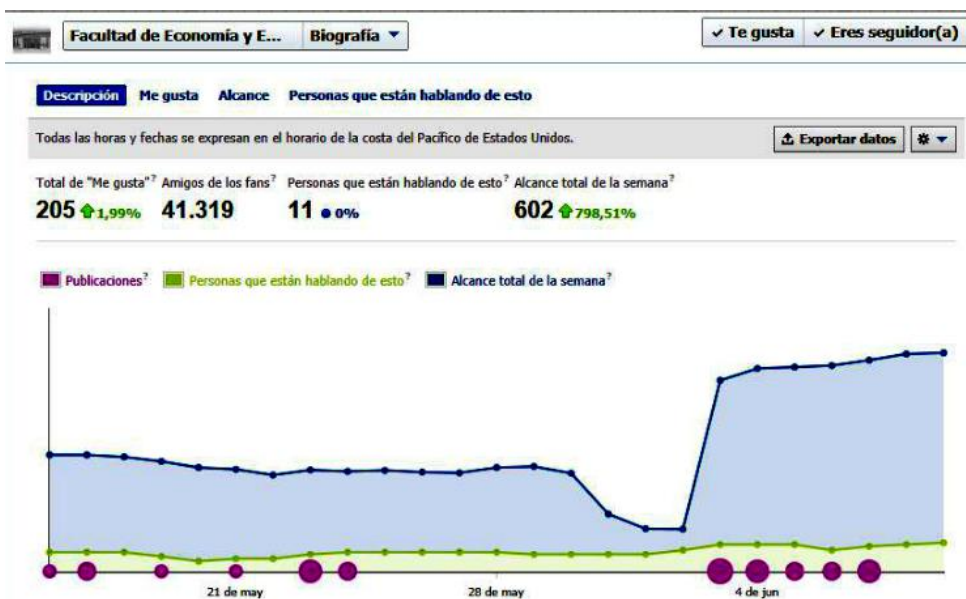 Facultad de Economía y E... Biografía
✓ Te gusta ✓ Eres seguidor(a)
Descripción Me gusta Alcance Personas que están hablando de esto
Todas las horas y fechas se expresan en el horario de la costa del Pacífico de Estados Unidos. Exportar datos
Total de "Me gusta"? Amigos de los fans? Personas que están hablando de esto? Alcance total de la semana?
205 1,99% 41.319 11 0% 602 798,51%
Publicaciones? Personas que están hablando de esto? Alcance total de la semana?
21 de may 28 de may 4 de jun